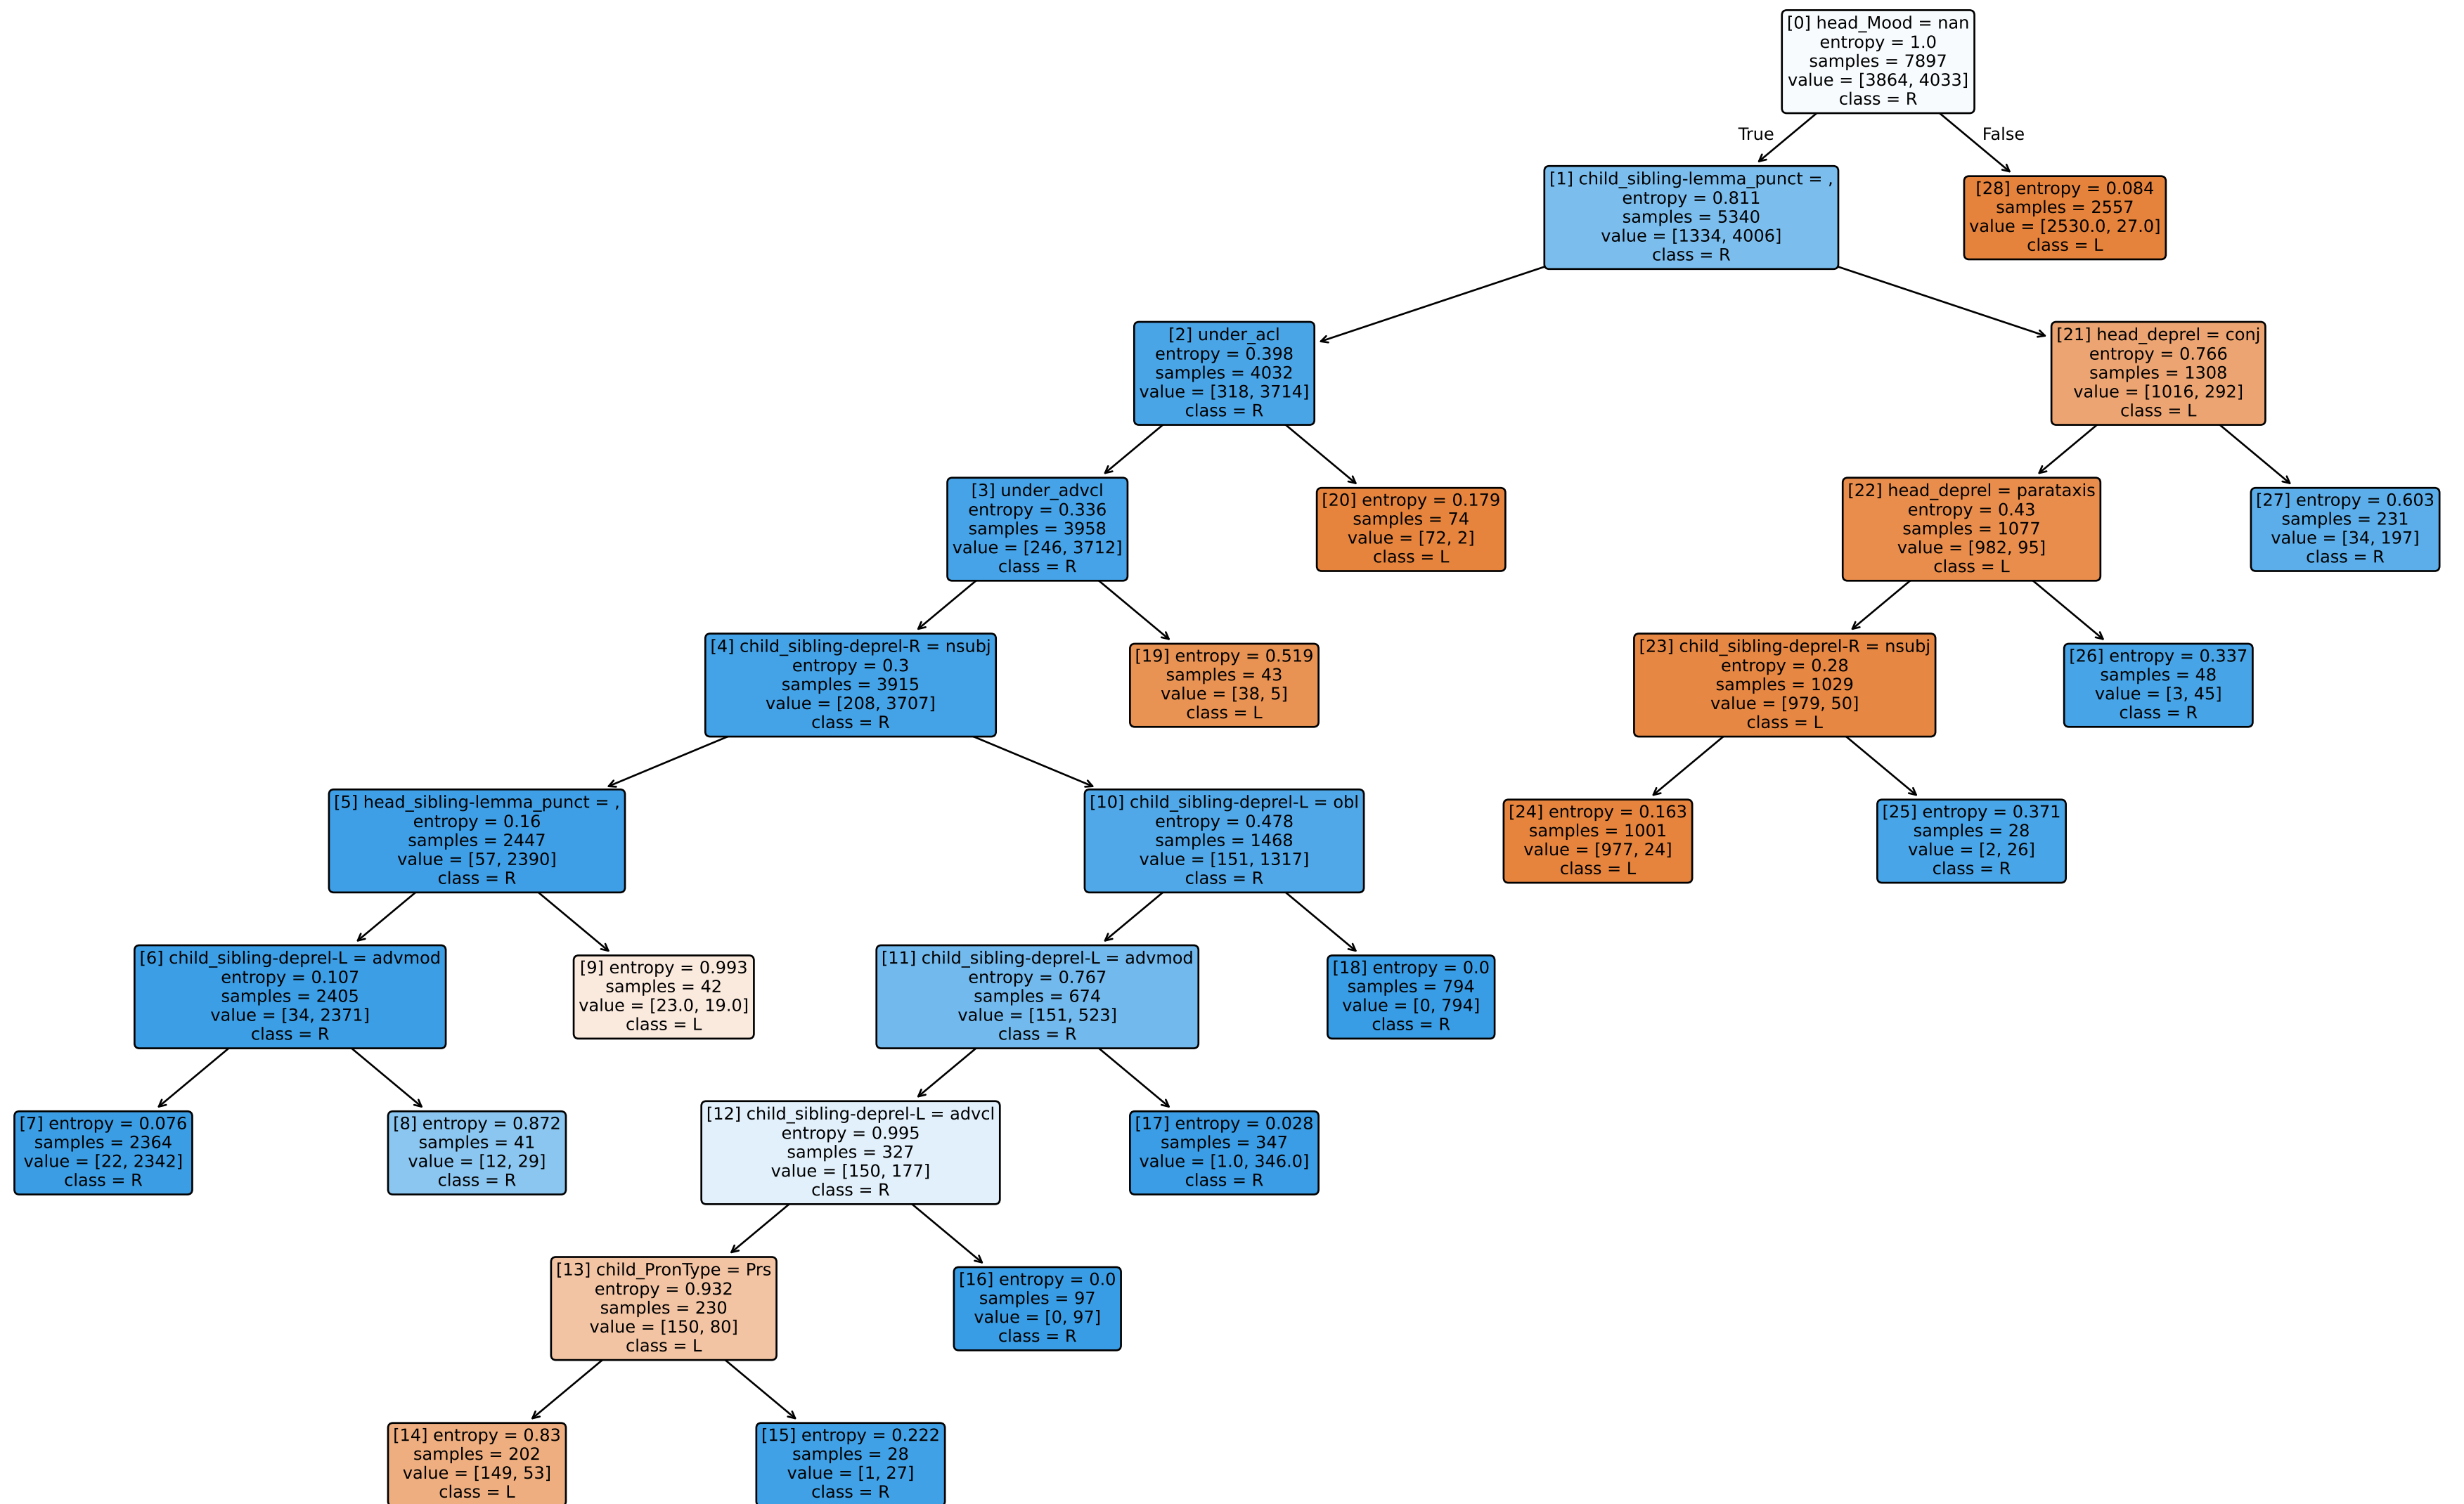 [0] head_Mood = nan
entropy = 1.0
samples = 7897
value = [3864, 4033]
class = R
True
False
[1] child_sibling-lemma_punct = ,
entropy = 0.811
samples = 5340
value = [1334, 4006]
class = R
[28] entropy = 0.084
samples = 2557
value = [2530.0, 27.0]
class = L
[2] under_acl
entropy = 0.398
samples = 4032
value = [318, 3714]
class = R
[21] head_deprel = conj
entropy = 0.766
samples = 1308
value = [1016, 292]
class = L
[3] under_advcl
entropy = 0.336
samples = 3958
value = [246, 3712]
class = R
[20] entropy = 0.179
samples = 74
value = [72, 2]
class = L
[22] head_deprel = parataxis
entropy = 0.43
samples = 1077
value = [982, 95]
class = L
[27] entropy = 0.603
samples = 231
value = [34, 197]
class = R
[4] child_sibling-deprel-R = nsubj
entropy = 0.3
samples = 3915
value = [208, 3707]
class = R
[19] entropy = 0.519
samples = 43
value = [38, 5]
class = L
[23] child_sibling-deprel-R = nsubj
entropy = 0.28
samples = 1029
value = [979, 50]
class = L
[26] entropy = 0.337
samples = 48
value = [3, 45]
class = R
[5] head_sibling-lemma_punct = ,
entropy = 0.16
samples = 2447
value = [57, 2390]
class = R
[10] child_sibling-deprel-L = obl
entropy = 0.478
samples = 1468
value = [151, 1317]
class = R
[24] entropy = 0.163
samples = 1001
value = [977, 24]
class = L
[25] entropy = 0.371
samples = 28
value = [2, 26]
class = R
[6] child_sibling-deprel-L = advmod
entropy = 0.107
samples = 2405
value = [34, 2371]
class = R
[9] entropy = 0.993
samples = 42
value = [23.0, 19.0]
class = L
[11] child_sibling-deprel-L = advmod
entropy = 0.767
samples = 674
value = [151, 523]
class = R
[18] entropy = 0.0
samples = 794
value = [0, 794]
class = R
[7] entropy = 0.076
samples = 2364
value = [22, 2342]
class = R
[8] entropy = 0.872
samples = 41
value = [12, 29]
class = R
[12] child_sibling-deprel-L = advcl
entropy = 0.995
samples = 327
value = [150, 177]
class = R
[17] entropy = 0.028
samples = 347
value = [1.0, 346.0]
class = R
[13] child_PronType = Prs
entropy = 0.932
samples = 230
value = [150, 80]
class = L
[16] entropy = 0.0
samples = 97
value = [0, 97]
class = R
[14] entropy = 0.83
samples = 202
value = [149, 53]
class = L
[15] entropy = 0.222
samples = 28
value = [1, 27]
class = R